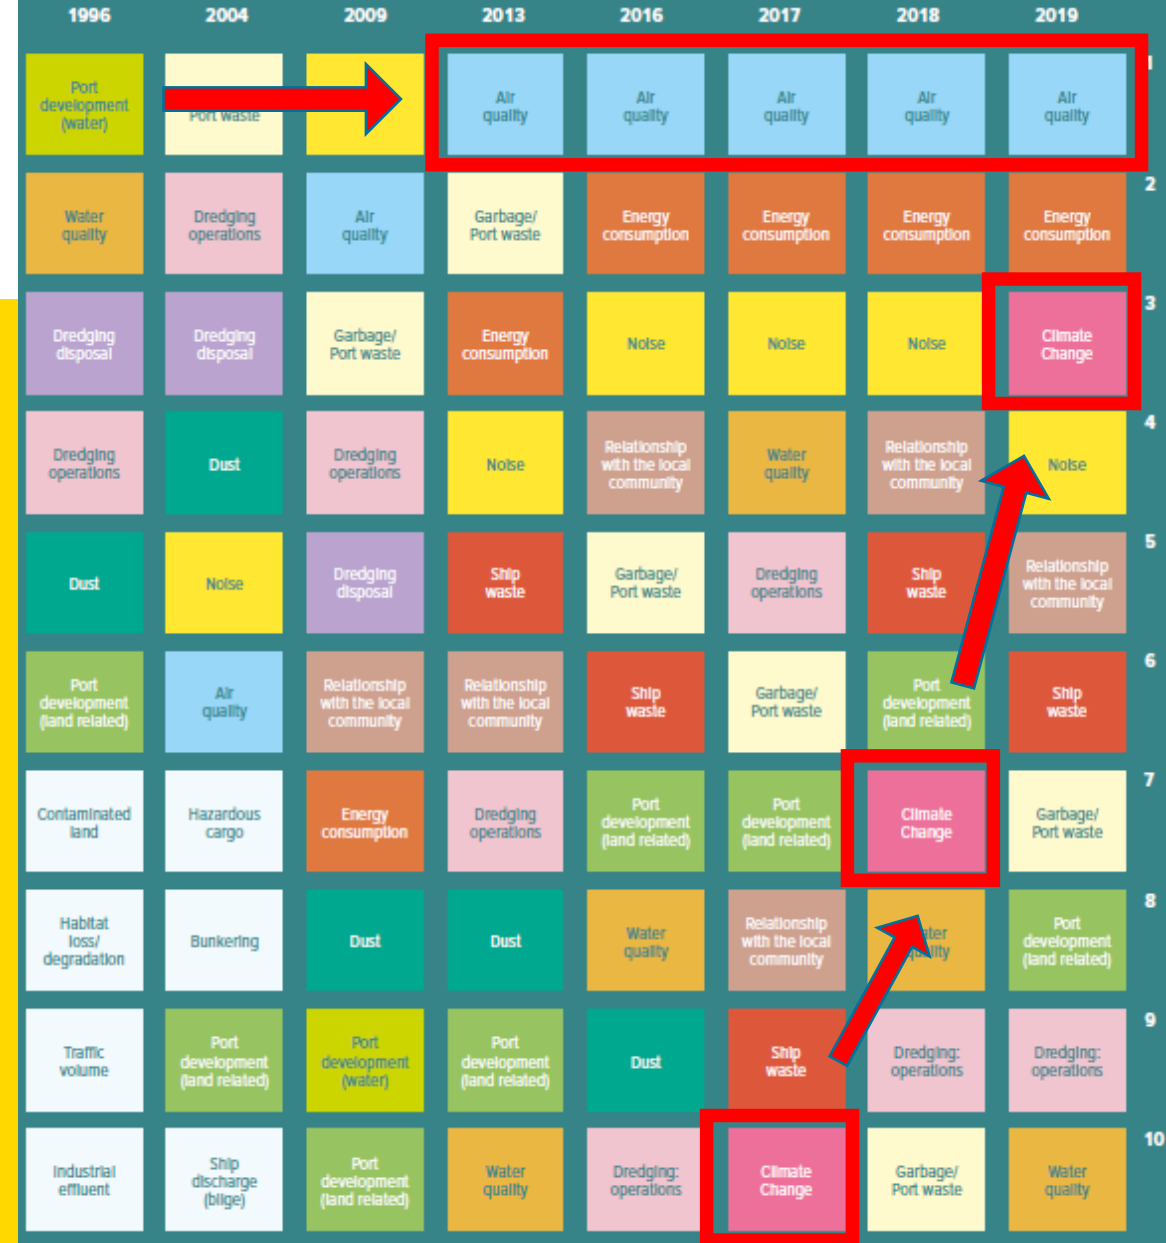 1996
2004
2009
2013
2016
2017
2018
2019
Port
development
(water)
Port waste
Air
quality
Air
quality
Air
quality
Air
quality
Air
quality
1
Water
quality
Dredging
operations
Air
quality
Garbage/
Port waste
Energy
consumption
Energy
consumption
Energy
consumption
Energy
consumption
2
Dredging
disposal
Dredging
disposal
Garbage/
Port waste
Energy
consumption
Noise
Noise
Noise
Climate
Change
3
Dredging
operations
Dust
Dredging
operations
Noise
Relationship
with the local
community
Water
quality
Relationship
with the local
community
Noise
4
Dust
Noise
Dredging
disposal
Ship
waste
Garbage/
Port waste
Dredging
operations
Ship
waste
Relationship
with the local
community
5
Port
development
(land related)
Air
quality
Relationship
with the local
community
Relationship
with the local
community
Ship
waste
Garbage/
Port waste
Port
development
(land related)
Ship
waste
6
Contaminated
land
Hazardous
cargo
Energy
consumption
Dredging
operations
Port
development
(land related)
Port
development
(land related)
Climate
Change
Garbage/
Port waste
7
Habitat
loss/
degradation
Bunkering
Dust
Dust
Water
quality
Relationship
with the local
community
Port
development
(land related)
8
Traffic
volume
Port
development
(land related)
Port
development
(water)
Port
development
(land related)
Dust
Ship
waste
Dredging:
operations
Dredging:
operations
9
Industrial
effluent
Ship
discharge
(bilge)
Port
development
(land related)
Water
quality
Dredging:
operations
Climate
Change
Garbage/
Port waste
Water
quality
10